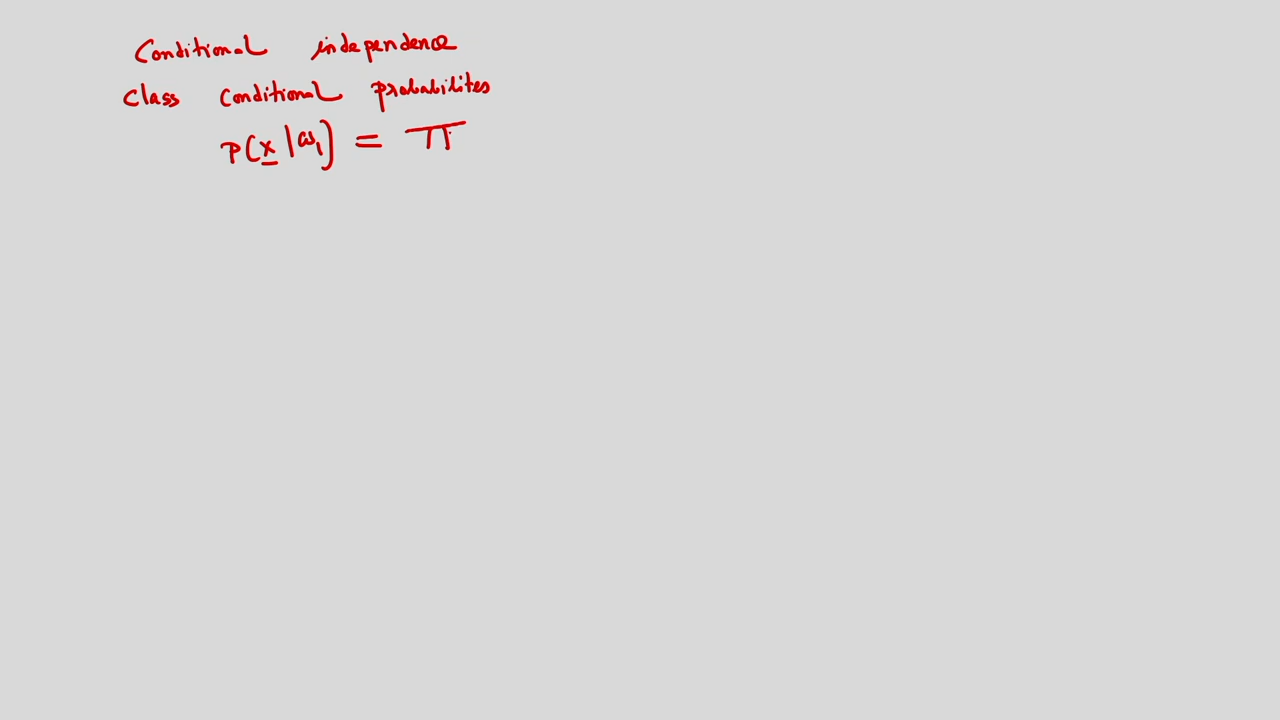 Conditional independence
Class Conditional probabilites
P(x|ω₁) = Π